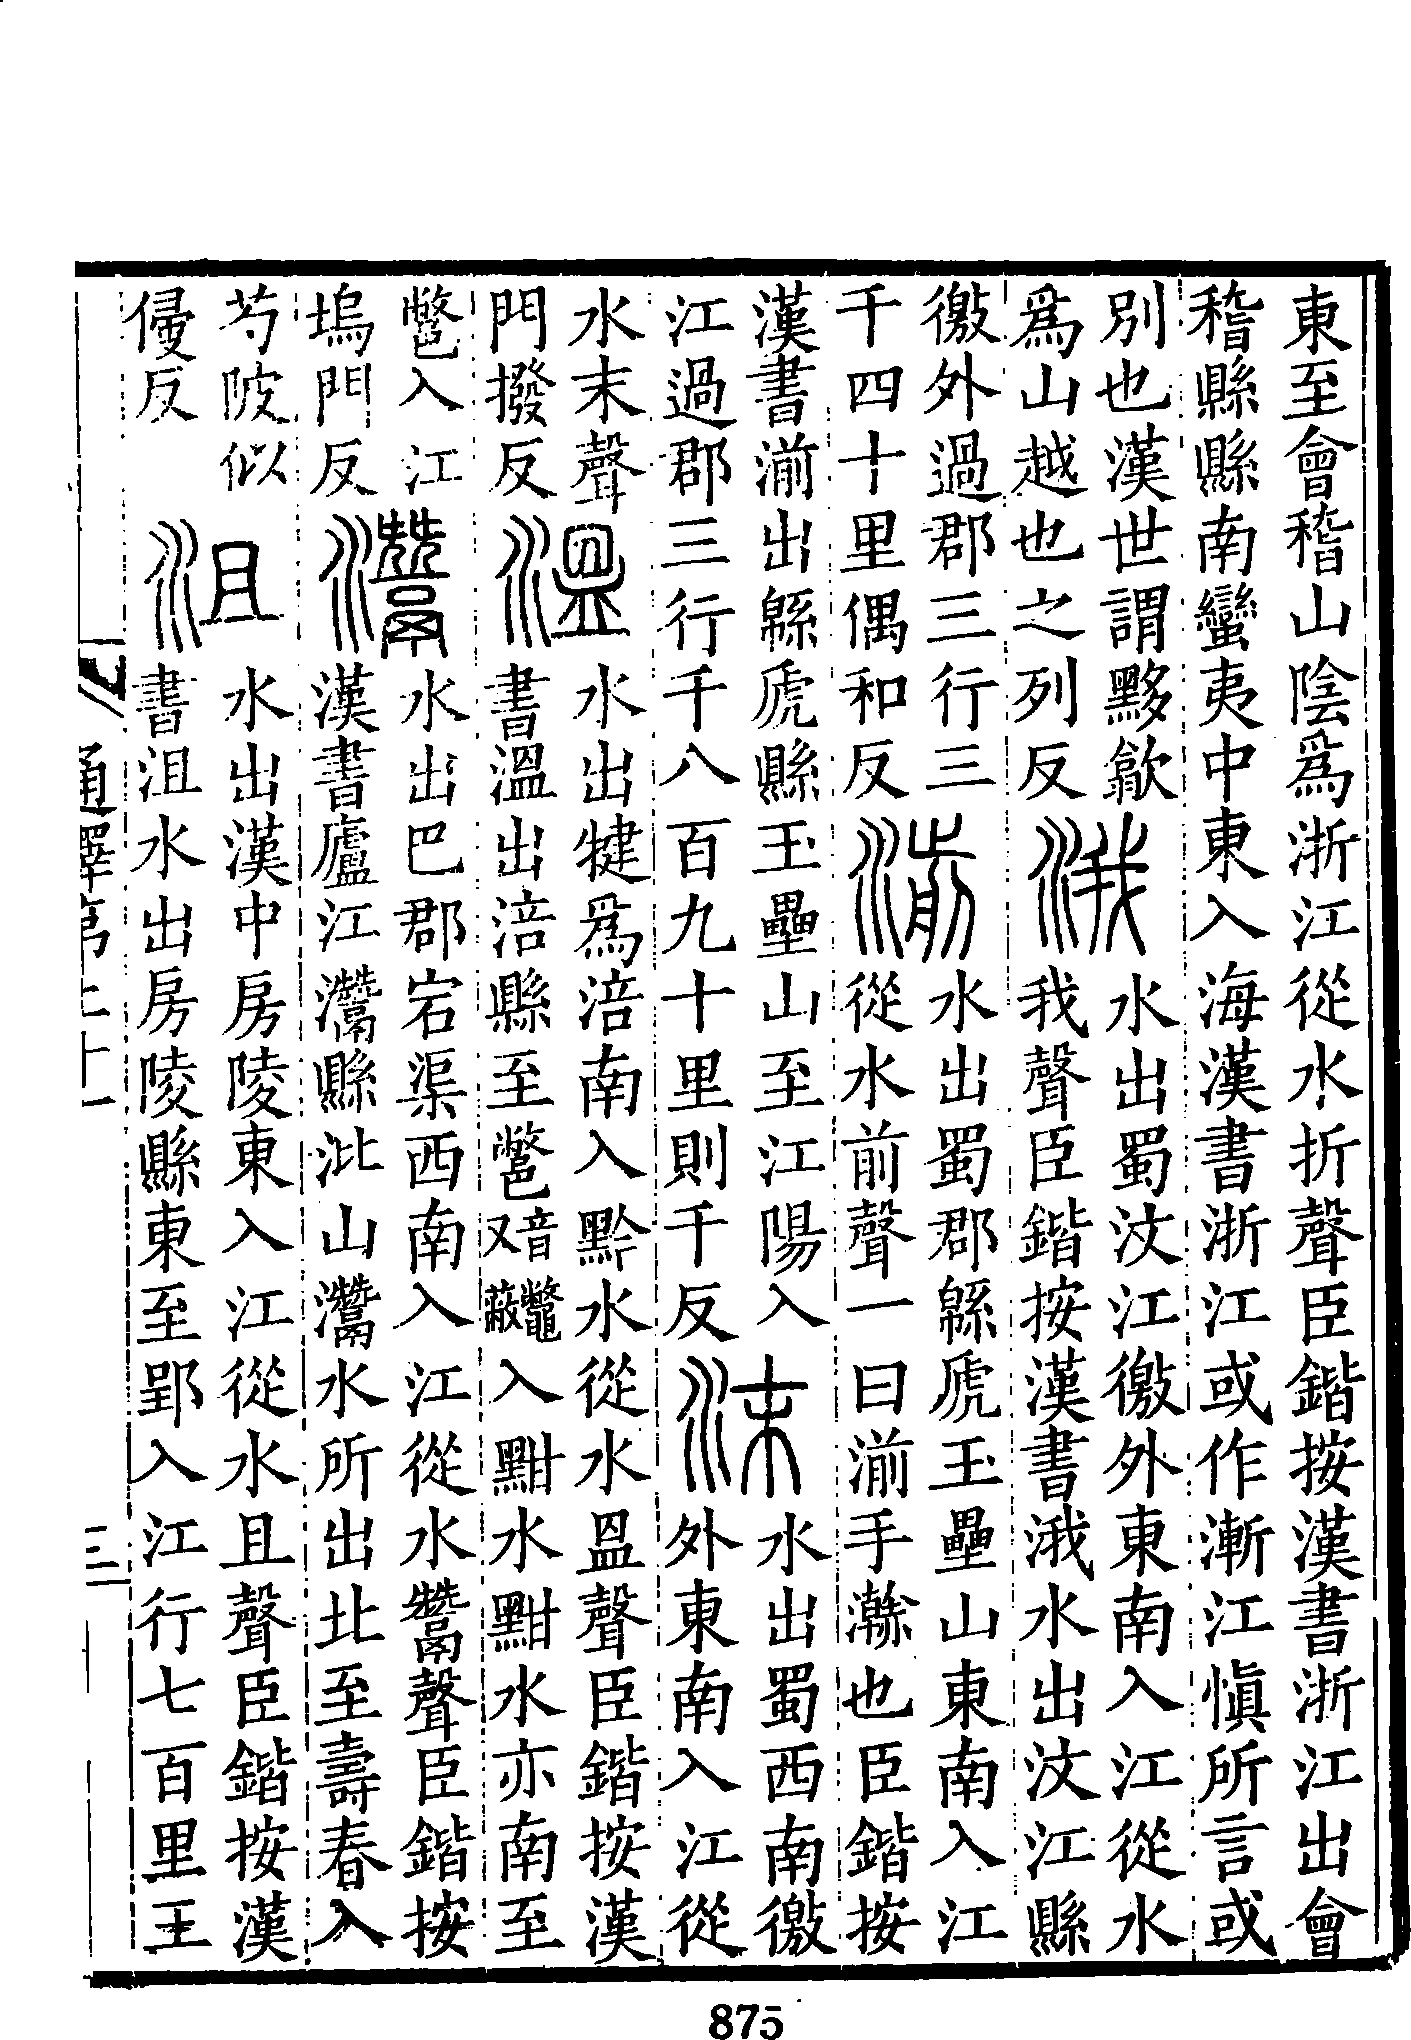 東至會稽山陰爲浙江從水折聲臣鍇按漢書浙江出會
稽縣縣南蠻夷中東入海漢書浙江或作漸江愼所言或
別也漢世謂黟歙
爲山越也之列反
涐
水出蜀汶江徼外東南入江從水
我聲臣鍇按漢書涐水出汶江縣
徼外過郡三行三
千四十里偶和反
湔
水出蜀郡緜虒玉壘山東南入江
從水前聲一曰湔手瀚也臣鍇按
漢書湔出緜虒縣玉壘山至江陽入
江過郡三行千八百九十里則千反
沫
水出蜀西南徼
外東南入江從
水末聲
門撥反
溫
水出犍爲涪南入黔水從水𥁕聲臣鍇按漢
書溫出涪縣至鄨音鼈又蔽入黚水黚水亦南至
鄨入江
塢門反
灊
水出巴郡宕渠西南入江從水鬵聲臣鍇按
漢書廬江灊縣沘山灊水所出北至壽春入
芍陂似
侵反
沮
水出漢中房陵東入江從水且聲臣鍇按漢
書沮水出房陵縣東至郢入江行七百里王
通釋第二十一
三
875